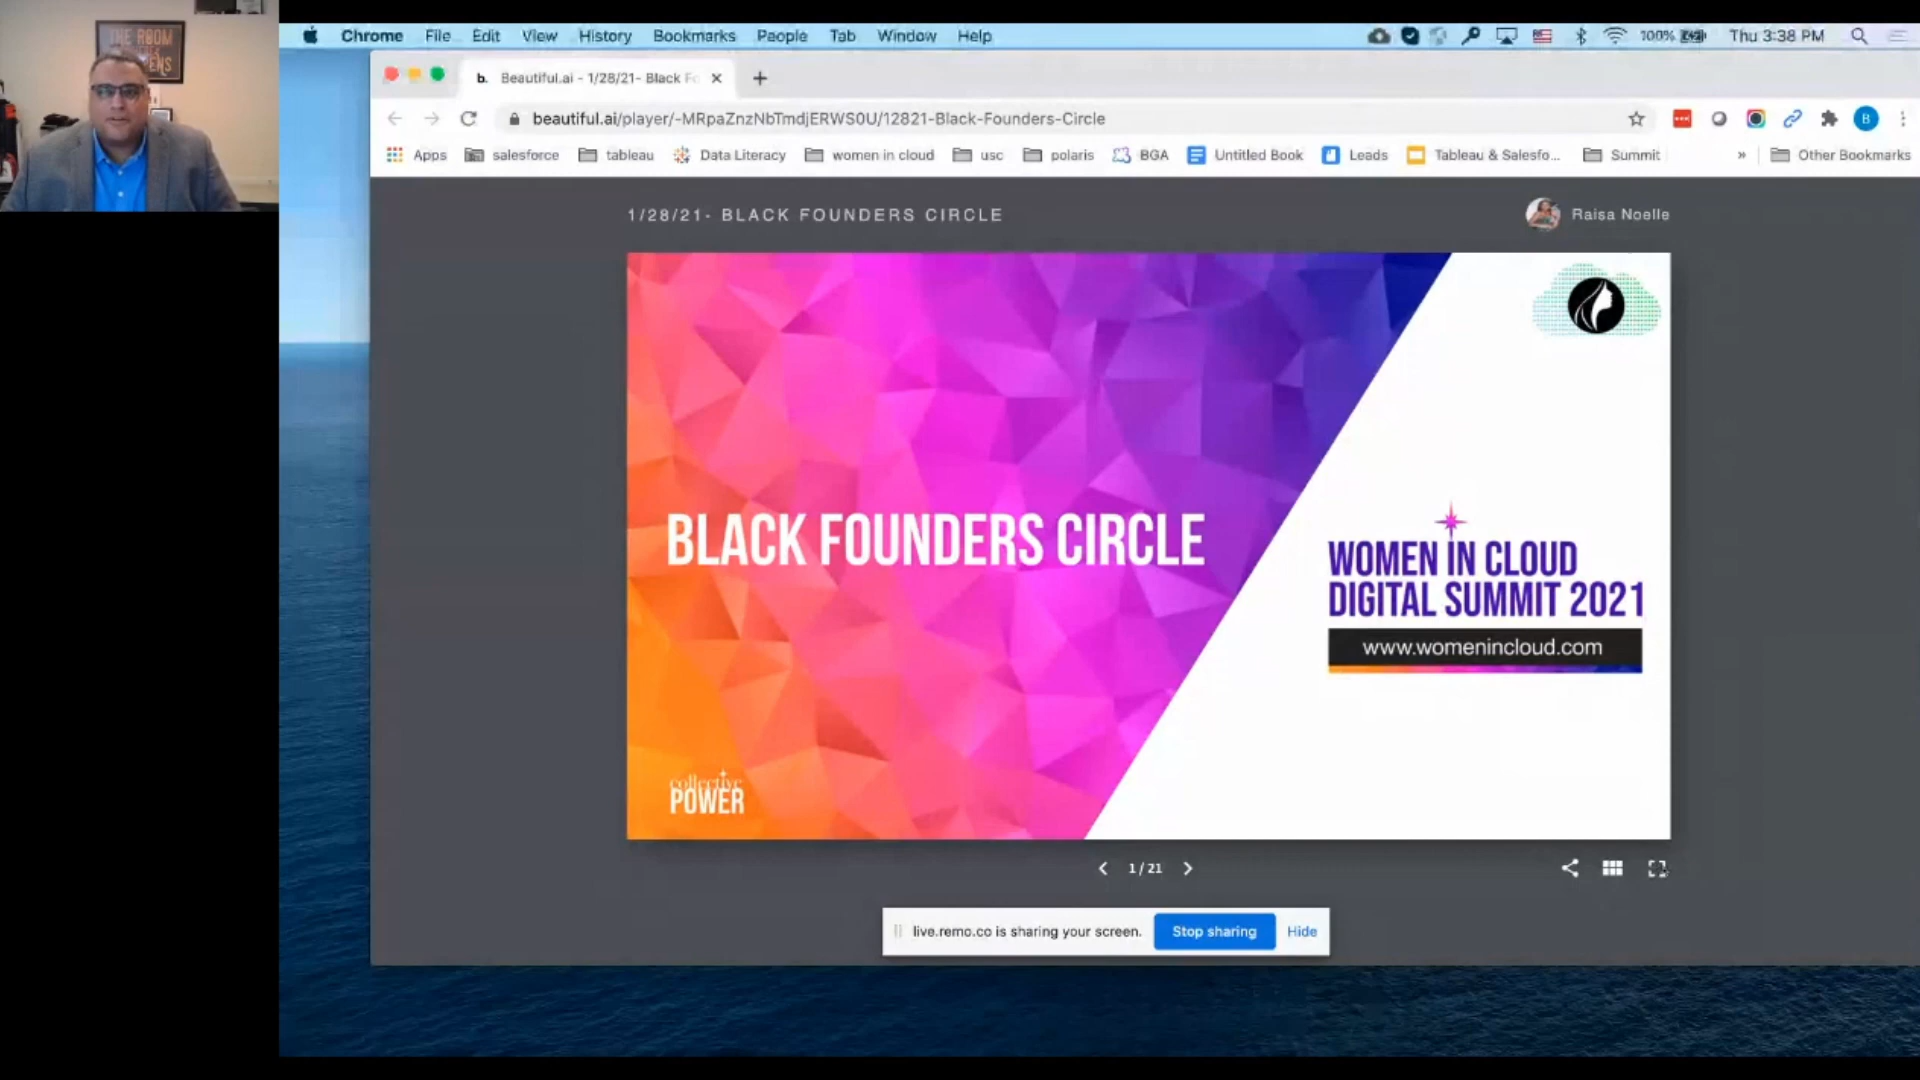 THE ROOM
Chrome File Edit View History Bookmarks People Tab Window Help
100%
Thu 3:38 PM
b. Beautiful.ai - 1/28/21- Black Fo
beautiful.ai/player/-MRpaZnzNbTmdjERWS0U/12821-Black-Founders-Circle
B
Apps salesforce tableau Data Literacy women in cloud usc polaris BGA Untitled Book Leads Tableau & Salesfo... Summit » Other Bookmarks
1/28/21- BLACK FOUNDERS CIRCLE
Raisa Noelle
BLACK FOUNDERS CIRCLE
WOMEN IN CLOUD
DIGITAL SUMMIT 2021
www.womenincloud.com
collective
POWER
1 / 21
live.remo.co is sharing your screen. Stop sharing Hide